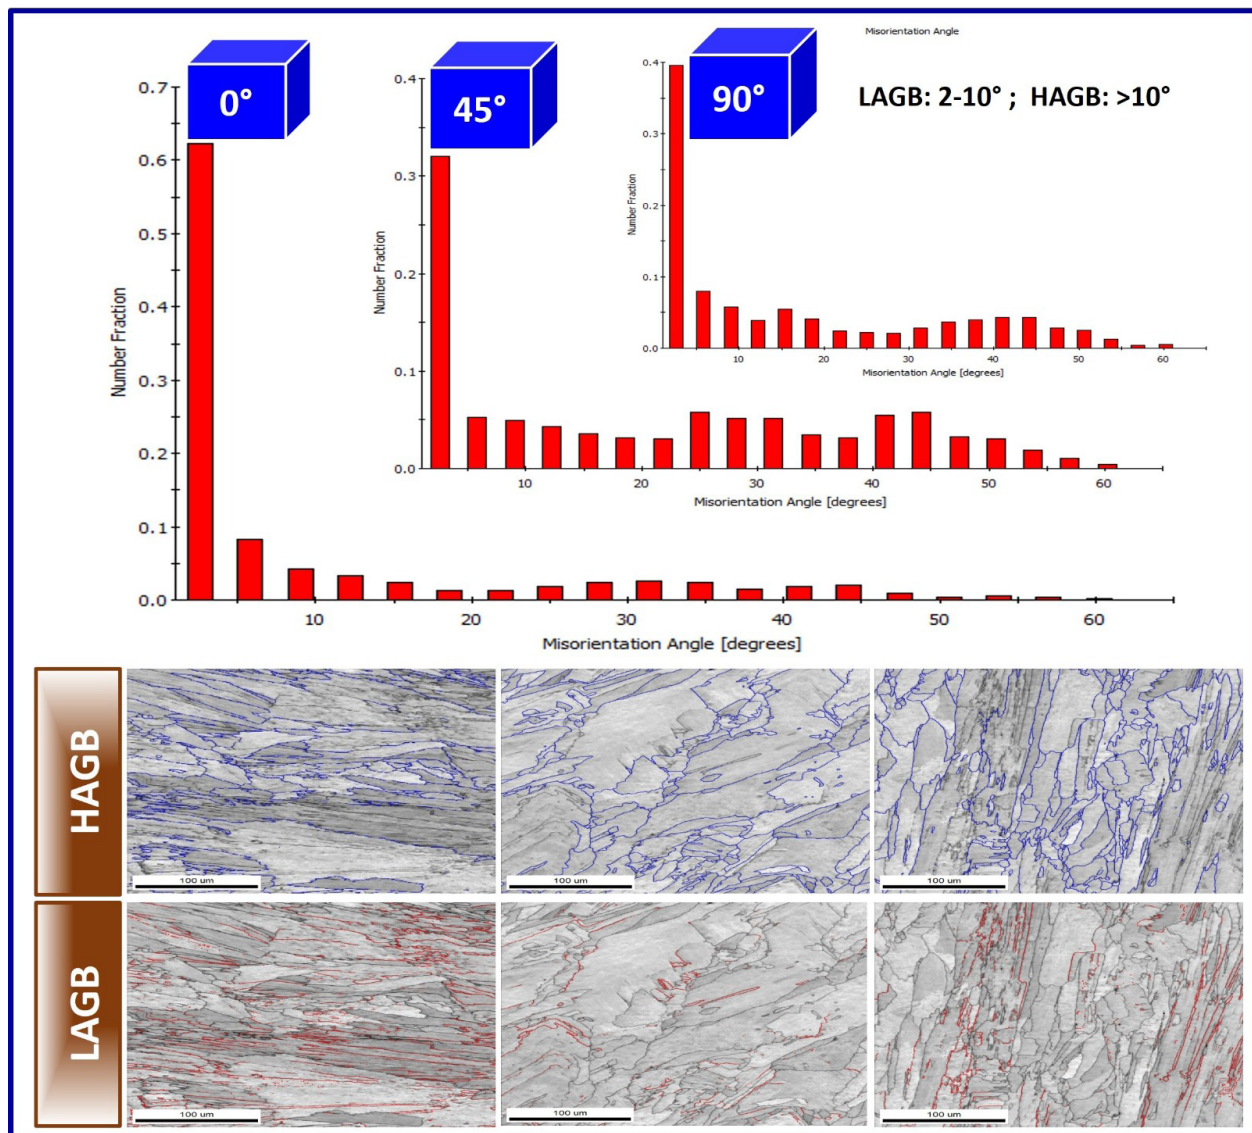 Misorientation Angle
0°
45°
90°
LAGB: 2-10° ; HAGB: >10°
0.7
0.6
0.5
0.4
0.3
0.2
0.1
0.0
Number Fraction
10
20
30
40
50
60
Misorientation Angle [degrees]
0.4
0.3
0.2
0.1
0.0
Number Fraction
10
20
30
40
50
60
Misorientation Angle [degrees]
0.4
0.3
0.2
0.1
0.0
Number Fraction
10
20
30
40
50
60
Misorientation Angle [degrees]
HAGB
100 um
100 um
100 um
LAGB
100 um
100 um
100 um